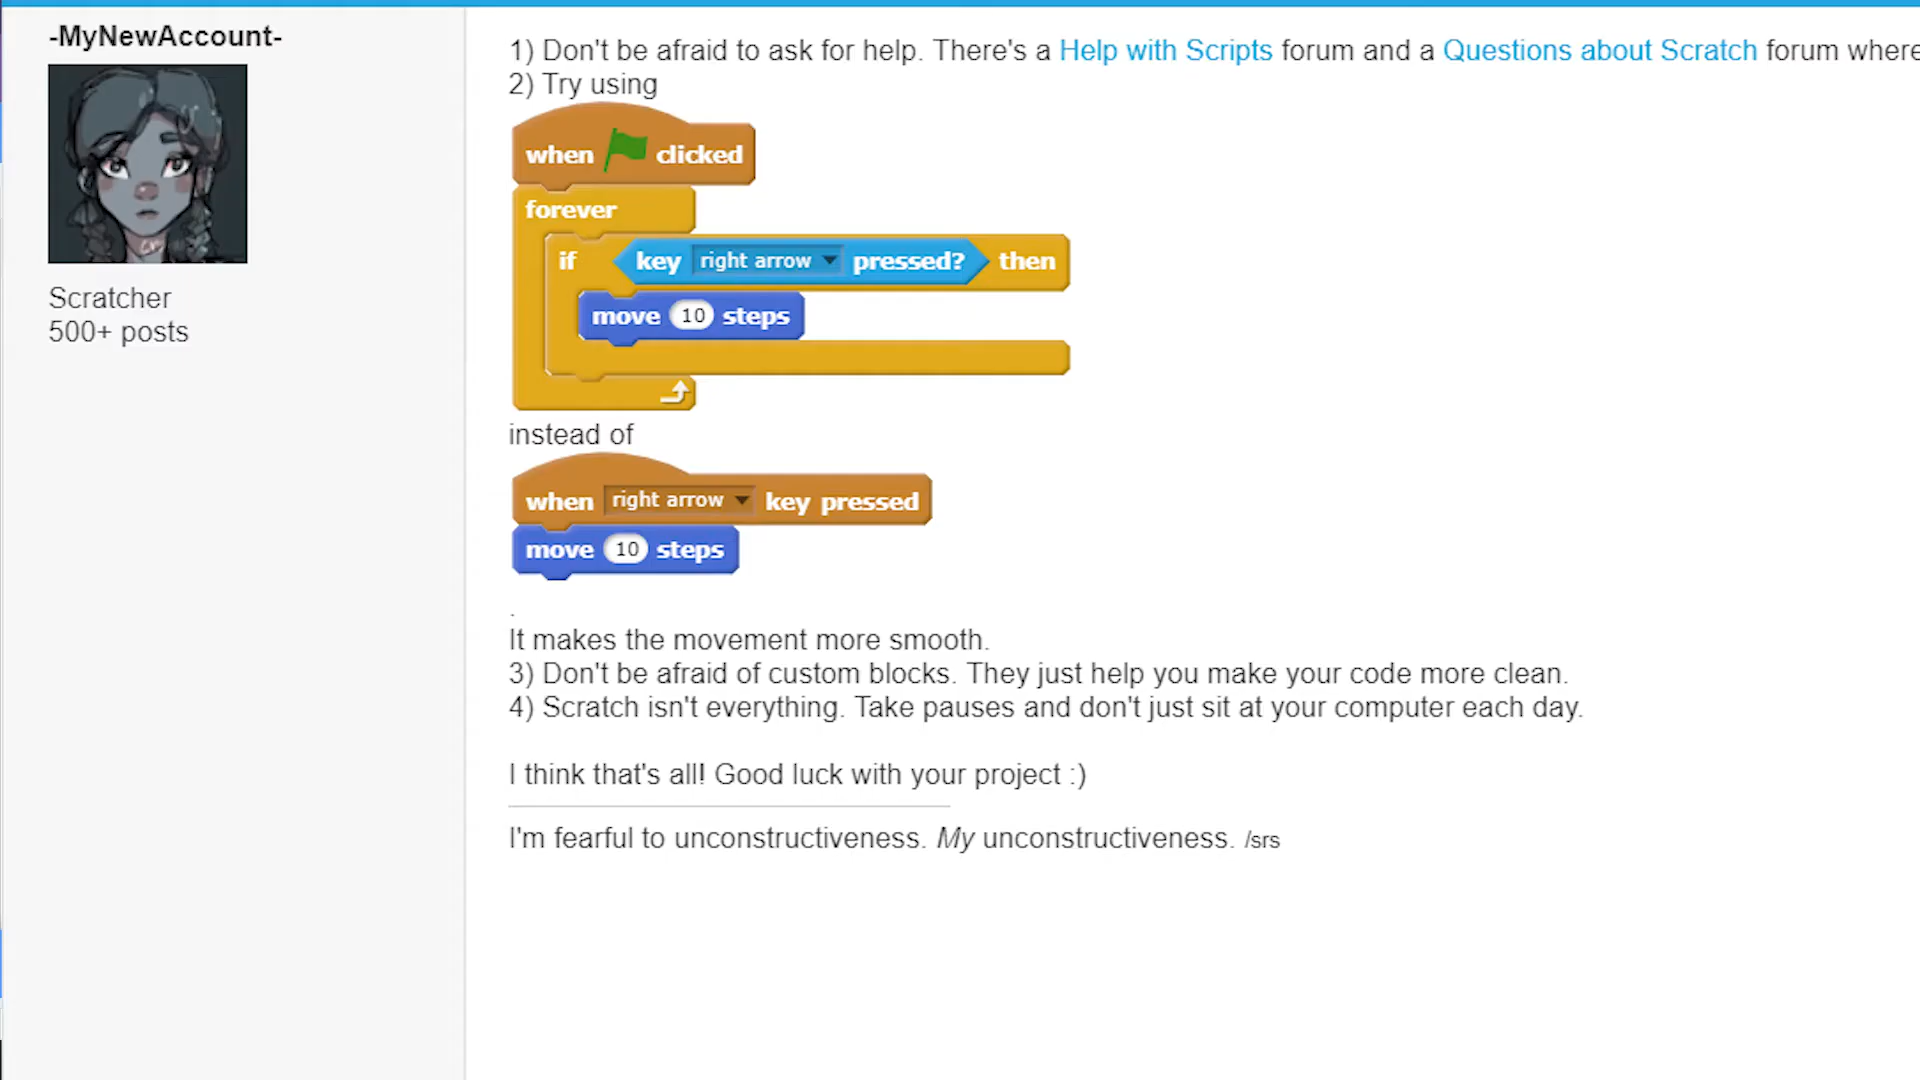 -MyNewAccount-
Scratcher
500+ posts
1) Don't be afraid to ask for help. There's a Help with Scripts forum and a Questions about Scratch forum where
2) Try using
when clicked
forever
if key right arrow pressed? then
move 10 steps
instead of
when right arrow key pressed
move 10 steps
.
It makes the movement more smooth.
3) Don't be afraid of custom blocks. They just help you make your code more clean.
4) Scratch isn't everything. Take pauses and don't just sit at your computer each day.
I think that's all! Good luck with your project :)
I'm fearful to unconstructiveness. My unconstructiveness. /srs